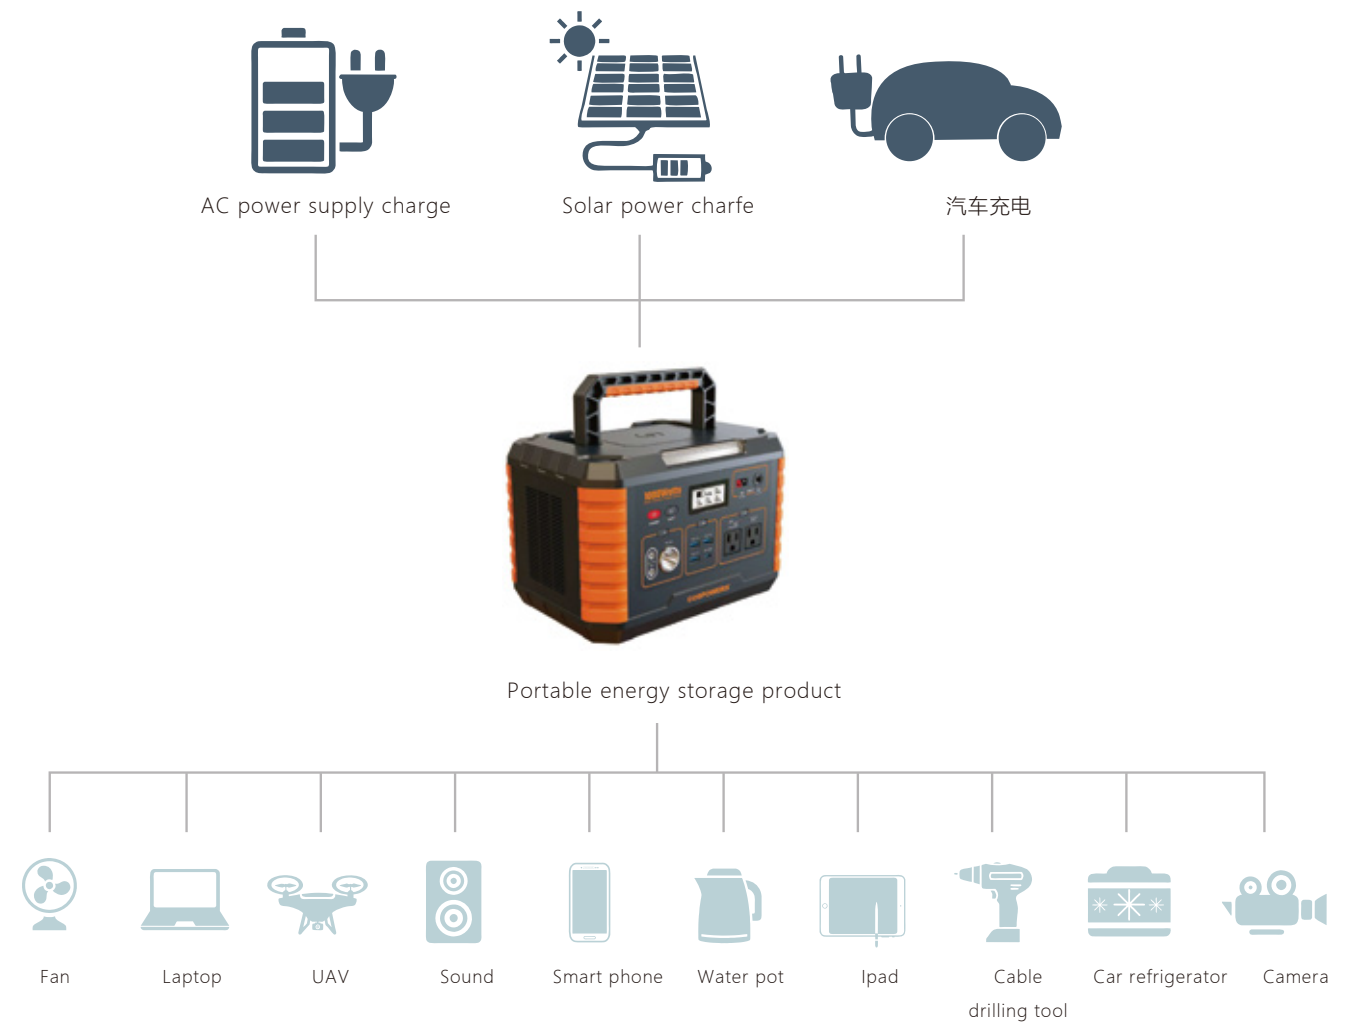 AC power supply charge
Solar power charfe
汽车充电
Portable energy storage product
Fan
Laptop
UAV
Sound
Smart phone
Water pot
Ipad
Cable
drilling tool
Car refrigerator
Camera